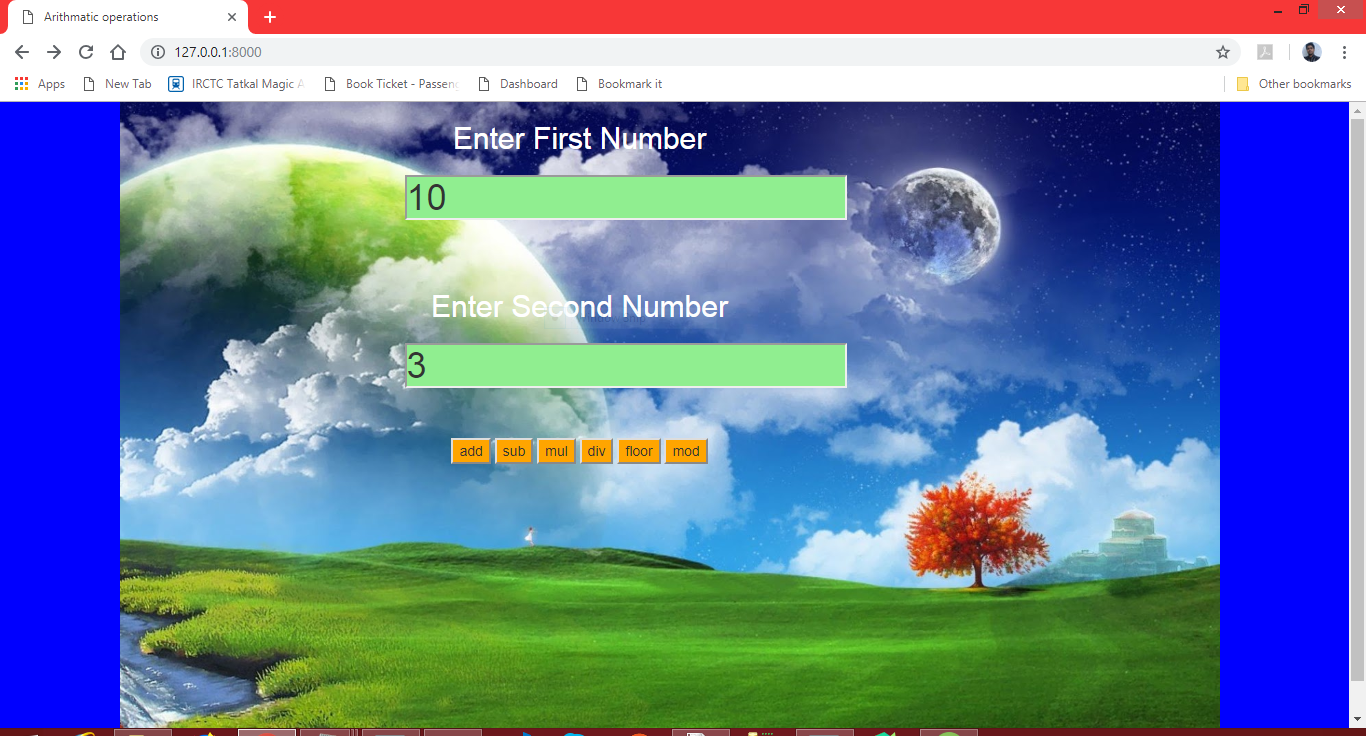 Arithmatic operations
127.0.0.1:8000
Apps New Tab IRCTC Tatkal Magic A Book Ticket - Passeng Dashboard Bookmark it Other bookmarks
Enter First Number
10
Enter Second Number
3
add sub mul div floor mod